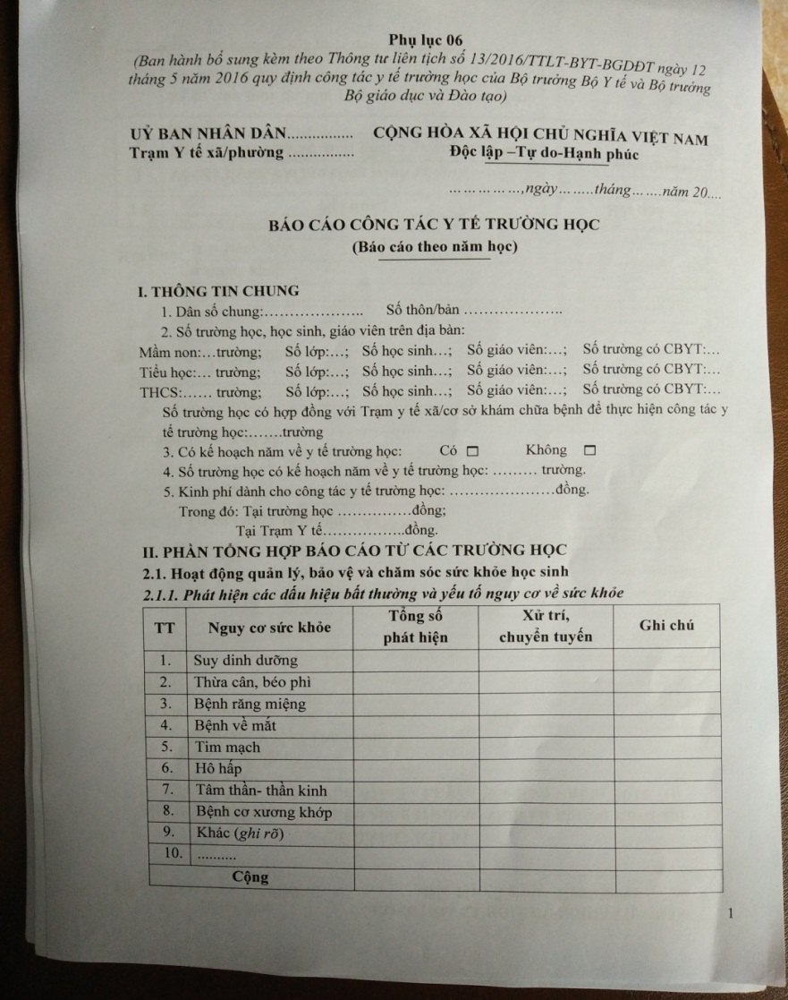 Phụ lục 06
(Ban hành bổ sung kèm theo Thông tư liên tịch số 13/2016/TTLT-BYT-BGDĐT ngày 12
tháng 5 năm 2016 quy định công tác y tế trường học của Bộ trưởng Bộ Y tế và Bộ trưởng
Bộ giáo dục và Đào tạo)
UỶ BAN NHÂN DÂN................ CỘNG HÒA XÃ HỘI CHỦ NGHĨA VIỆT NAM
Trạm Y tế xã/phường ................ Độc lập –Tự do-Hạnh phúc
... ... ... ... ...,ngày... ......tháng... ....năm 20....
BÁO CÁO CÔNG TÁC Y TẾ TRƯỜNG HỌC
(Báo cáo theo năm học)
I. THÔNG TIN CHUNG
1. Dân số chung:...................... Số thôn/bản ......................
2. Số trường học, học sinh, giáo viên trên địa bàn:
Mầm non:...trường; Số lớp:...; Số học sinh...; Số giáo viên:...; Số trường có CBYT:...
Tiểu học:... trường; Số lớp:...; Số học sinh...; Số giáo viên:...; Số trường có CBYT:...
THCS:...... trường; Số lớp:...; Số học sinh...; Số giáo viên:...; Số trường có CBYT:...
Số trường học có hợp đồng với Trạm y tế xã/cơ sở khám chữa bệnh để thực hiện công tác y
tế trường học:.......trường
3. Có kế hoạch năm về y tế trường học: Có □ Không □
4. Số trường học có kế hoạch năm về y tế trường học: ......... trường.
5. Kinh phí dành cho công tác y tế trường học: ......................đồng.
Trong đó: Tại trường học ...............đồng;
Tại Trạm Y tế.................đồng.
II. PHẦN TỔNG HỢP BÁO CÁO TỪ CÁC TRƯỜNG HỌC
2.1. Hoạt động quản lý, bảo vệ và chăm sóc sức khỏe học sinh
2.1.1. Phát hiện các dấu hiệu bất thường và yếu tố nguy cơ về sức khỏe
TT Nguy cơ sức khỏe Tổng số phát hiện Xử trí, chuyển tuyến Ghi chú
1. Suy dinh dưỡng
2. Thừa cân, béo phì
3. Bệnh răng miệng
4. Bệnh về mắt
5. Tim mạch
6. Hô hấp
7. Tâm thần- thần kinh
8. Bệnh cơ xương khớp
9. Khác (ghi rõ)
10. ..........
Cộng
1